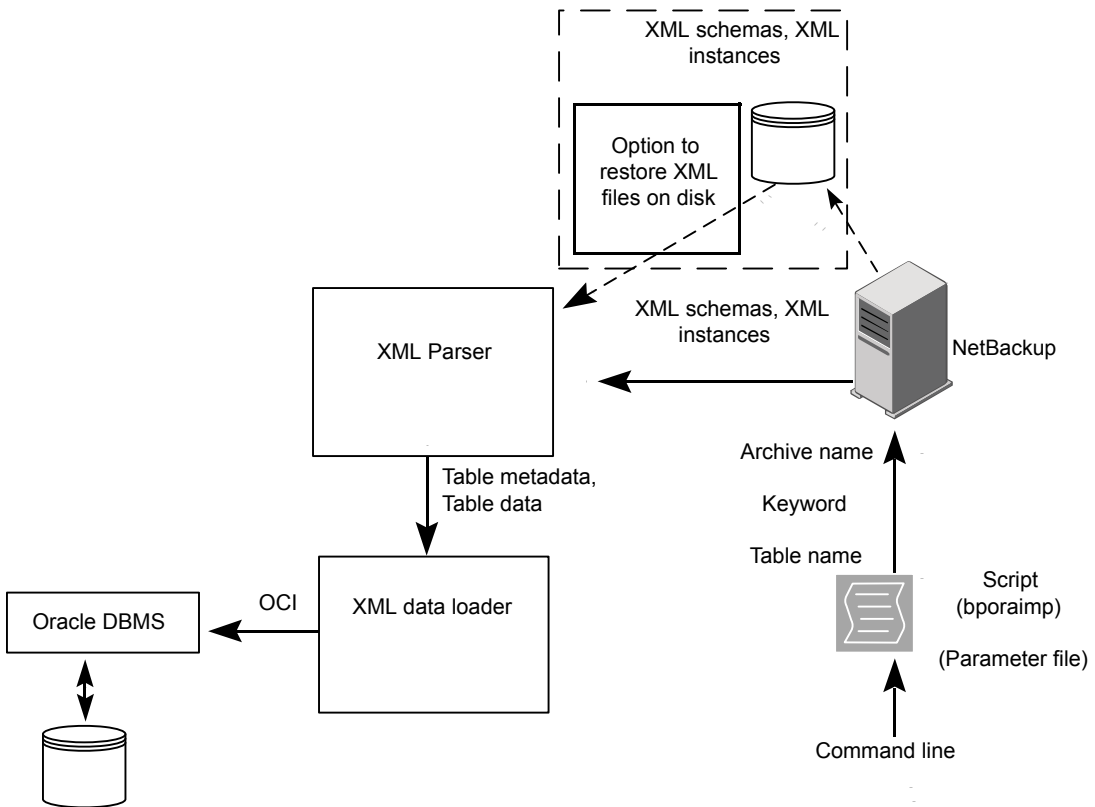 XML schemas, XML
instances
Option to
restore XML
files on disk
XML schemas, XML
instances
XML Parser
NetBackup
Archive name
Table metadata,
Table data
Keyword
Table name
Script
(bporaimp)
(Parameter file)
OCI
XML data loader
Oracle DBMS
Command line